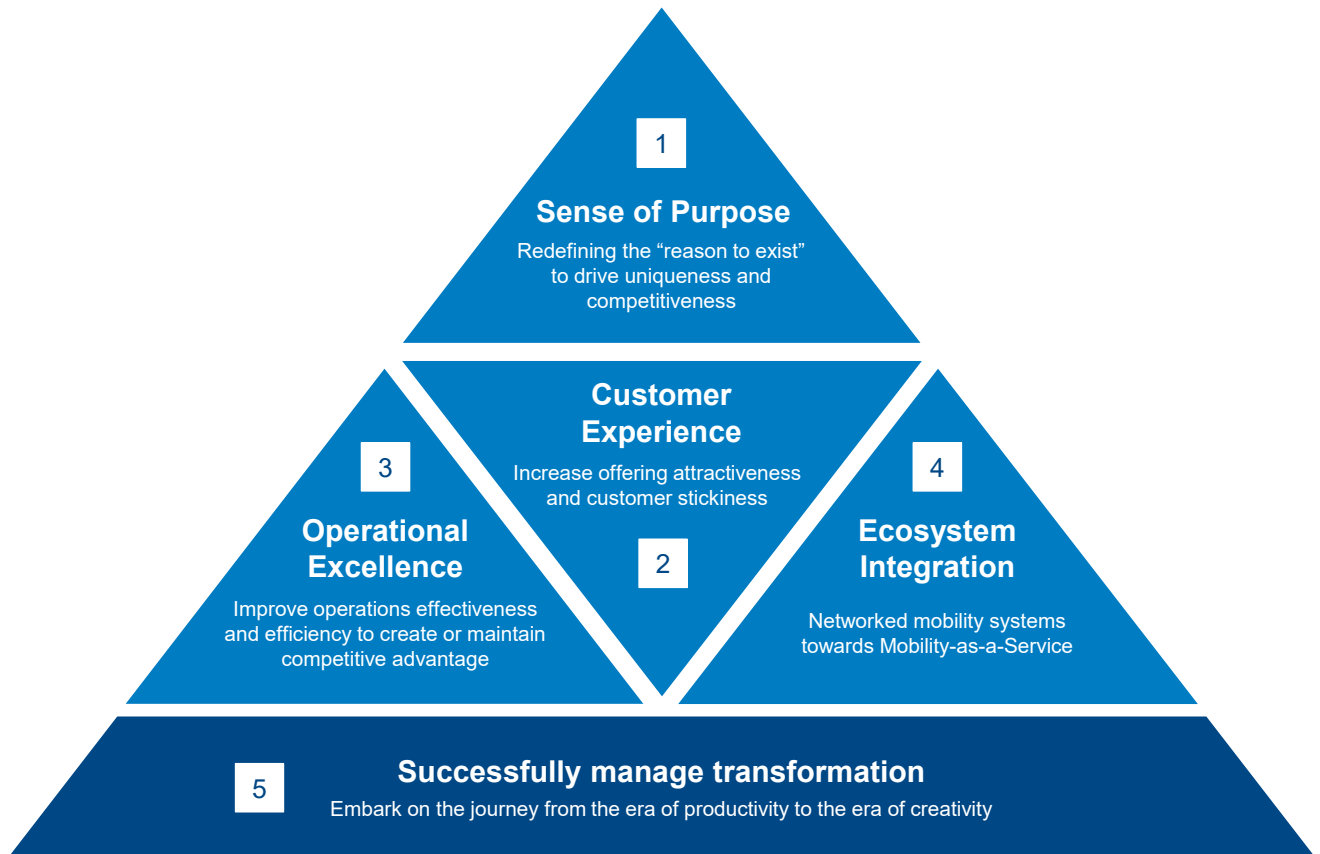 1
Sense of Purpose
Redefining the “reason to exist”
to drive uniqueness and
competitiveness
Customer
Experience
Increase offering attractiveness
and customer stickiness
2
3
Operational
Excellence
Improve operations effectiveness
and efficiency to create or maintain
competitive advantage
4
Ecosystem
Integration
Networked mobility systems
towards Mobility-as-a-Service
5
Successfully manage transformation
Embark on the journey from the era of productivity to the era of creativity